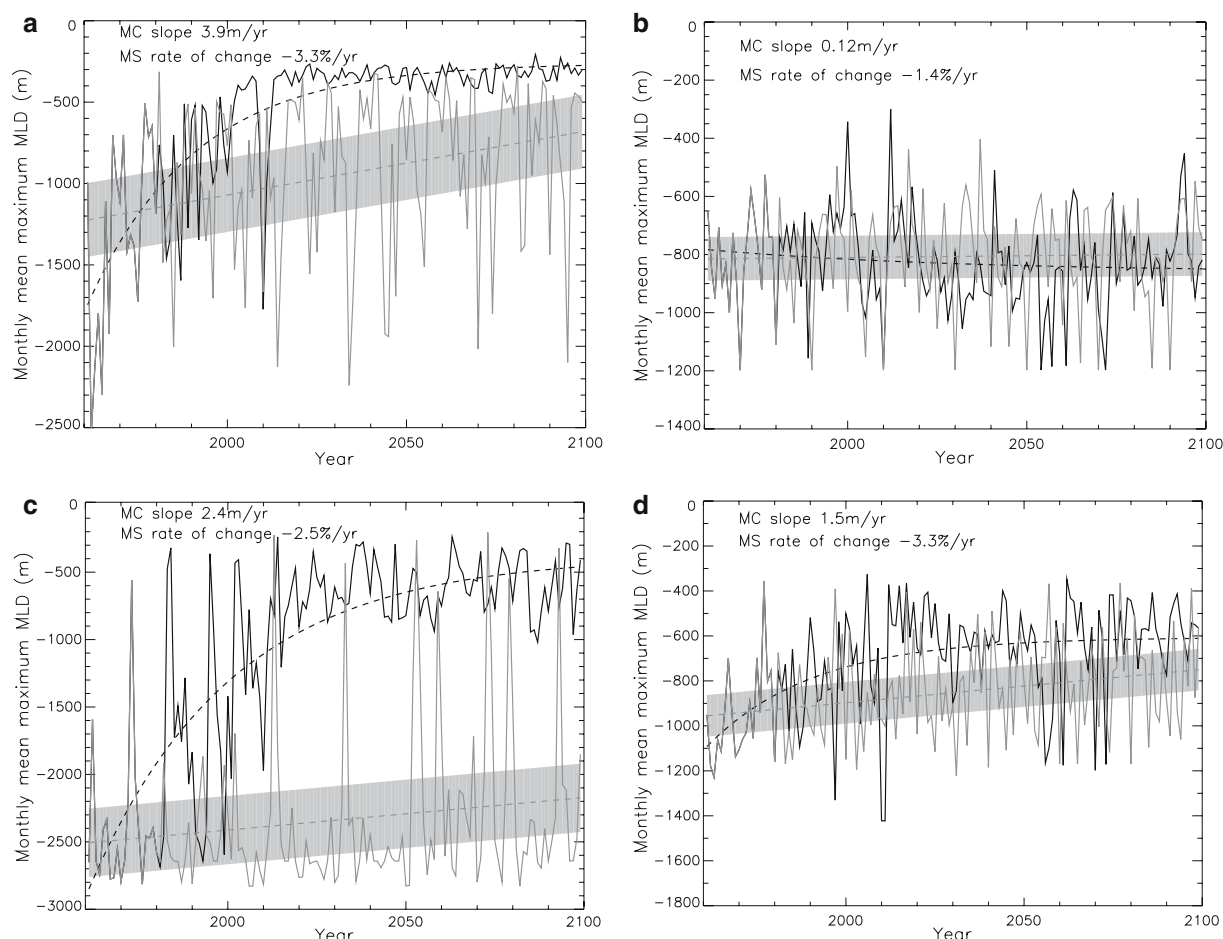 a
MC slope 3.9m/yr
MS rate of change −3.3%/yr
Monthly mean maximum MLD (m)
0
−500
−1000
−1500
−2000
−2500
2000
2050
2100
Year
b
MC slope 0.12m/yr
MS rate of change −1.4%/yr
Monthly mean maximum MLD (m)
0
−200
−400
−600
−800
−1000
−1200
−1400
2000
2050
2100
Year
c
MC slope 2.4m/yr
MS rate of change −2.5%/yr
Monthly mean maximum MLD (m)
0
−500
−1000
−1500
−2000
−2500
−3000
2000
2050
2100
Year
d
MC slope 1.5m/yr
MS rate of change −3.3%/yr
Monthly mean maximum MLD (m)
0
−200
−400
−600
−800
−1000
−1200
−1400
−1600
−1800
2000
2050
2100
Year